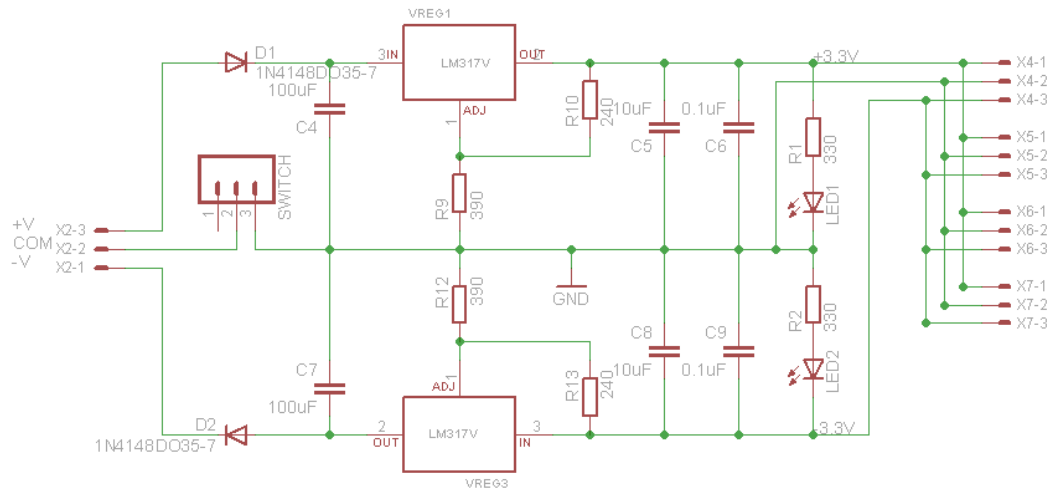 VREG1
D1
1N4148DO35-7
3
IN
LM317V
OUT
2
ADJ
1
100uF
C4
R10
240
10uF
C5
0.1uF
C6
+3.3V
R1
330
LED1
X4-1
X4-2
X4-3
X5-1
X5-2
X5-3
X6-1
X6-2
X6-3
X7-1
X7-2
X7-3
SWITCH
1
2
3
R9
390
+V
X2-3
COM
X2-2
-V
X2-1
GND
R12
390
R2
330
LED2
C7
100uF
C8
10uF
C9
0.1uF
R13
240
ADJ
1
D2
1N4148DO35-7
2
OUT
LM317V
IN
3
-3.3V
VREG3